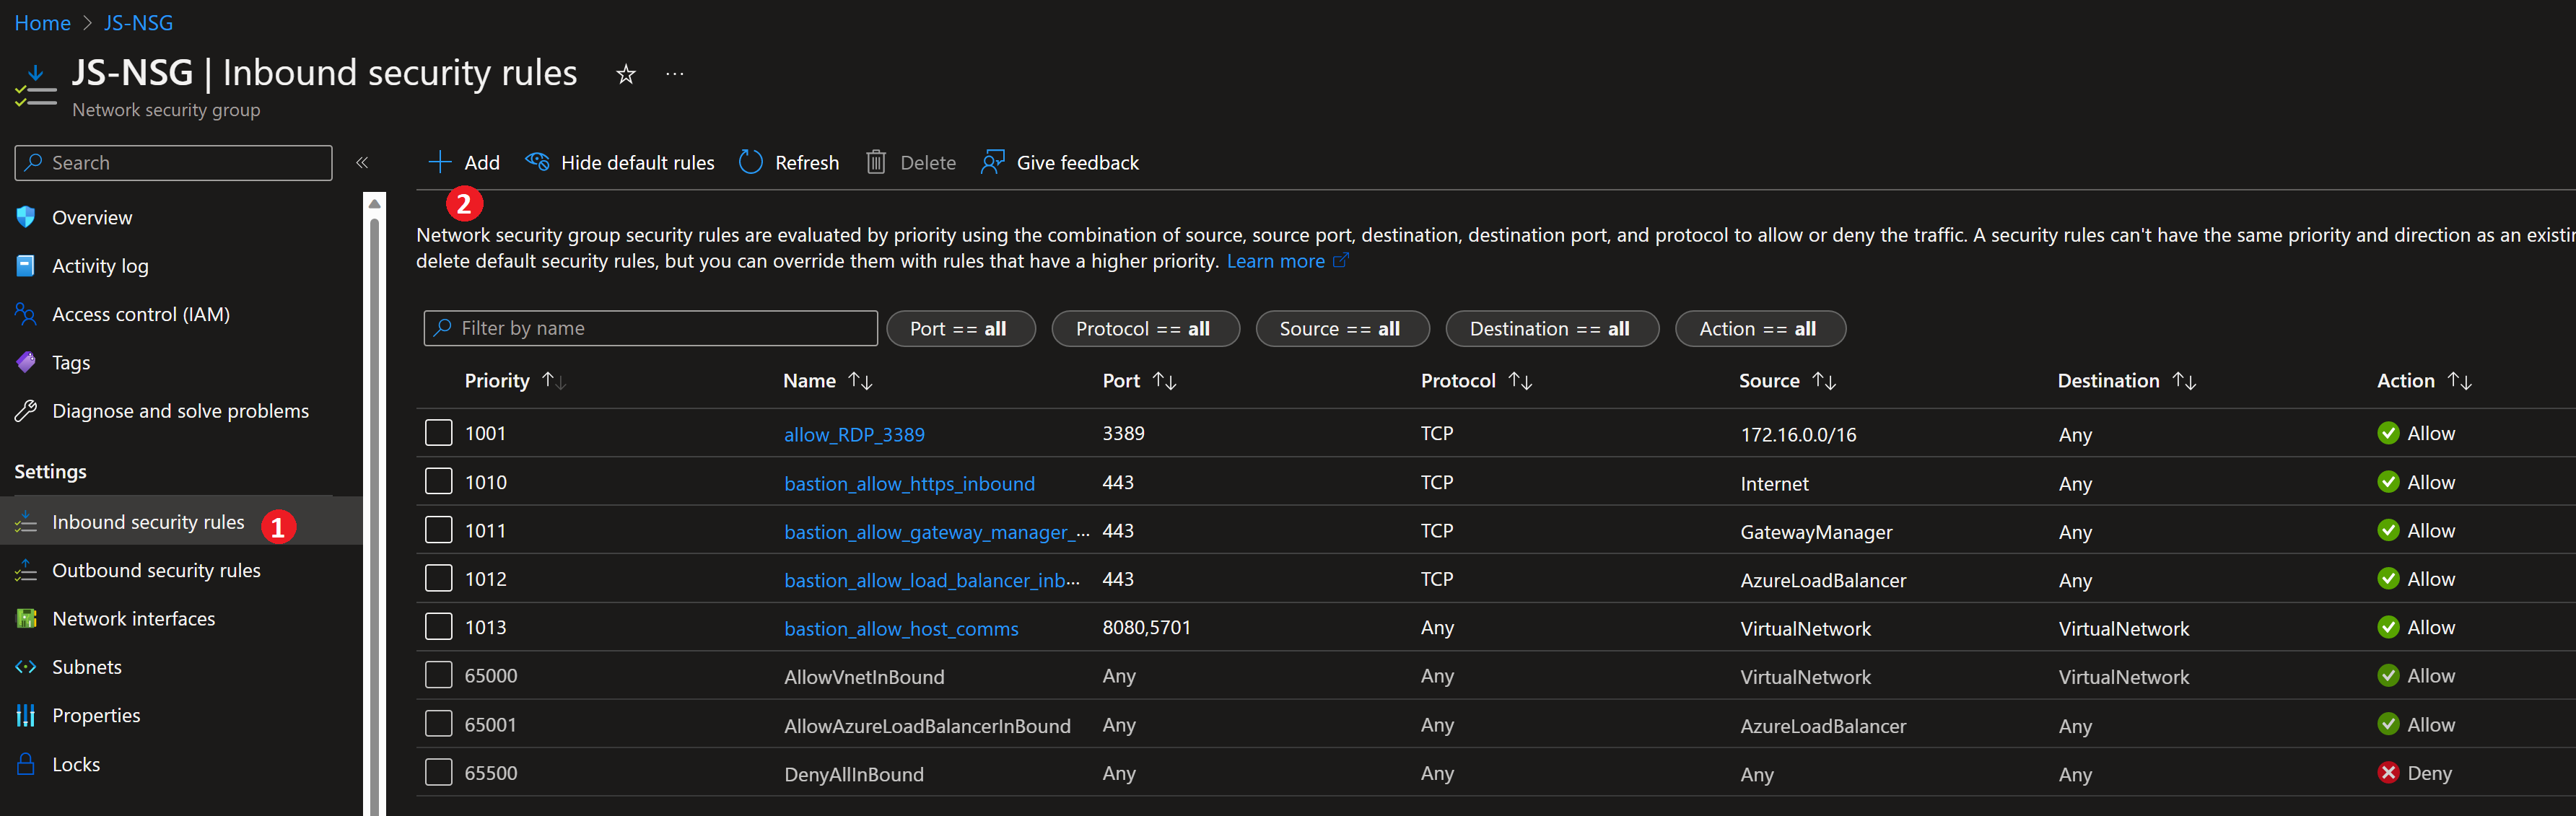 Home > JS-NSG
JS-NSG | Inbound security rules ☆ ···
Network security group
Search «
Overview
Activity log
Access control (IAM)
Tags
Diagnose and solve problems
Settings
Inbound security rules 1
Outbound security rules
Network interfaces
Subnets
Properties
Locks
Add Hide default rules Refresh Delete Give feedback
2
Network security group security rules are evaluated by priority using the combination of source, source port, destination, destination port, and protocol to allow or deny the traffic. A security rules can't have the same priority and direction as an existin
delete default security rules, but you can override them with rules that have a higher priority. Learn more
Filter by name Port == all Protocol == all Source == all Destination == all Action == all
Priority ↑↓ Name ↑↓ Port ↑↓ Protocol ↑↓ Source ↑↓ Destination ↑↓ Action ↑↓
1001 allow_RDP_3389 3389 TCP 172.16.0.0/16 Any Allow
1010 bastion_allow_https_inbound 443 TCP Internet Any Allow
1011 bastion_allow_gateway_manager_... 443 TCP GatewayManager Any Allow
1012 bastion_allow_load_balancer_inb... 443 TCP AzureLoadBalancer Any Allow
1013 bastion_allow_host_comms 8080,5701 Any VirtualNetwork VirtualNetwork Allow
65000 AllowVnetInBound Any Any VirtualNetwork VirtualNetwork Allow
65001 AllowAzureLoadBalancerInBound Any Any AzureLoadBalancer Any Allow
65500 DenyAllInBound Any Any Any Any Deny